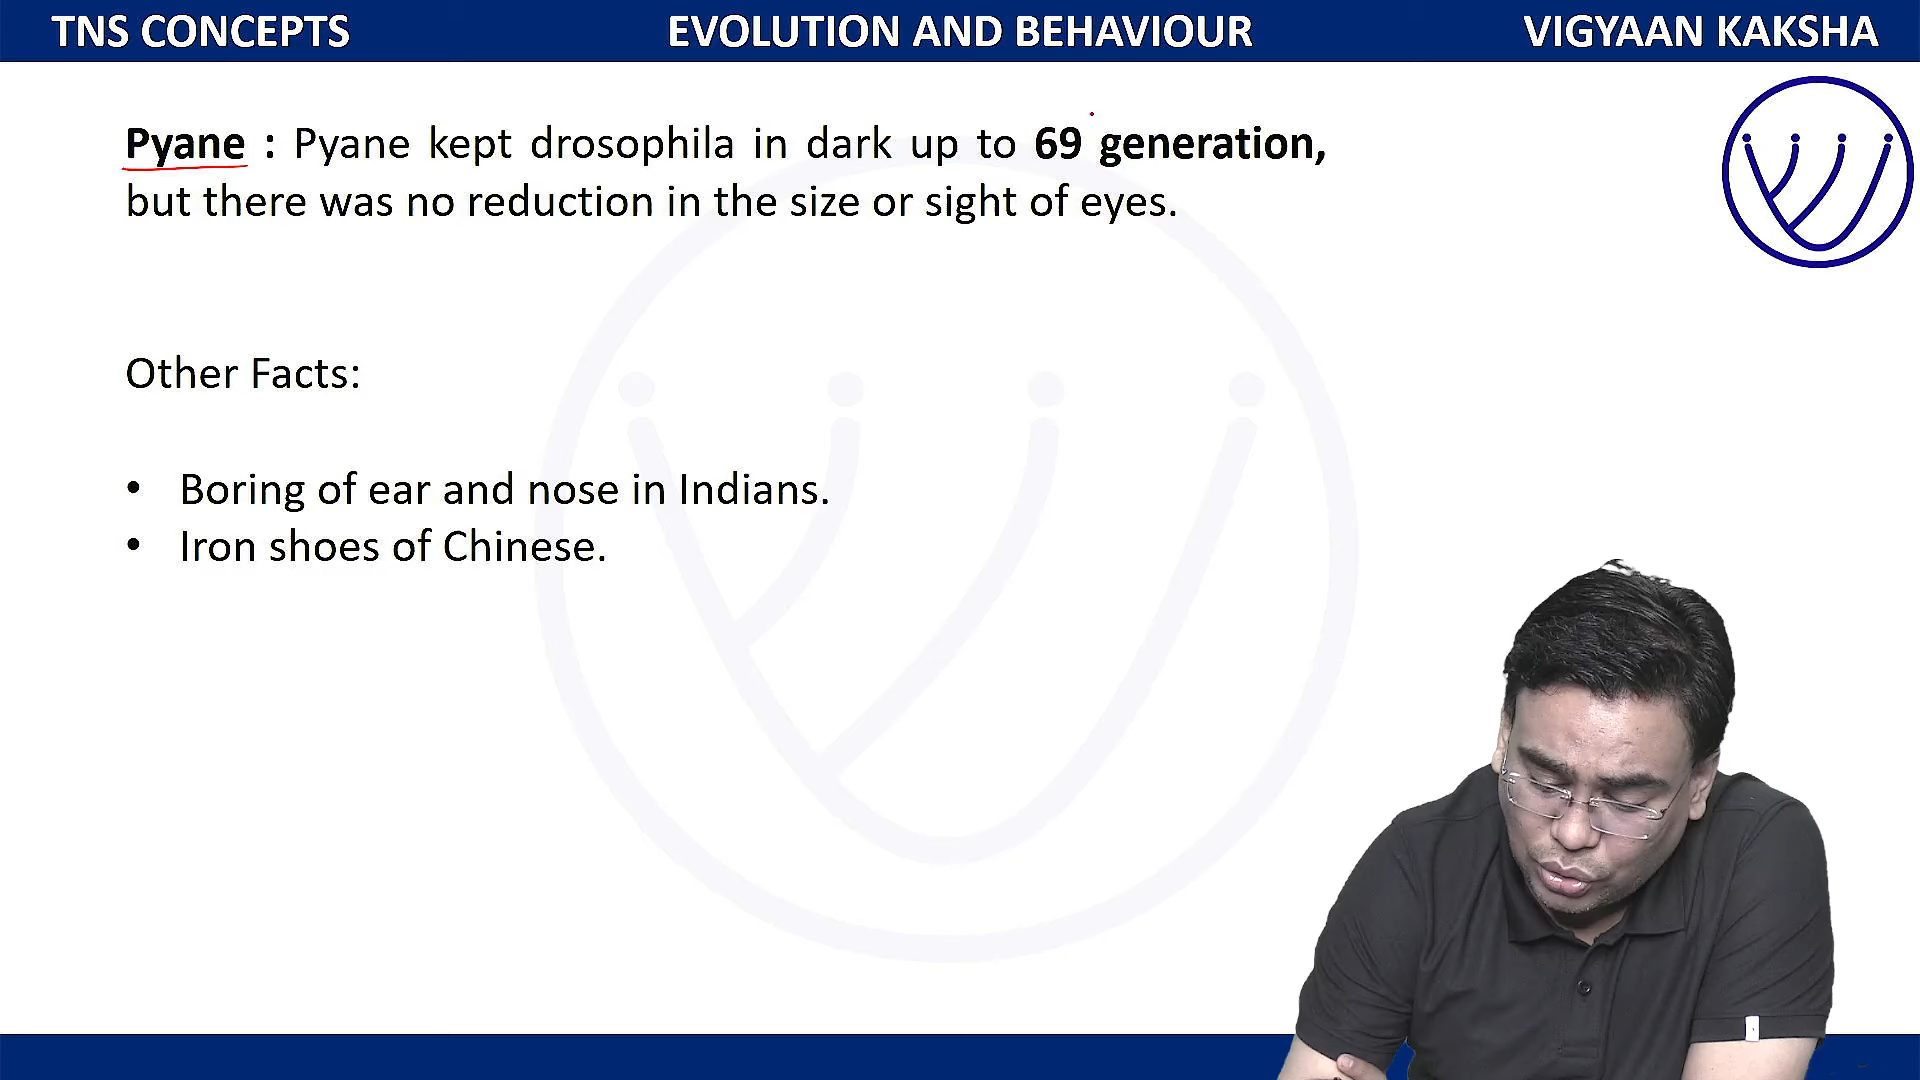 TNS CONCEPTS EVOLUTION AND BEHAVIOUR VIGYAAN KAKSHA
Pyane : Pyane kept drosophila in dark up to 69 generation,
but there was no reduction in the size or sight of eyes.
Other Facts:
• Boring of ear and nose in Indians.
• Iron shoes of Chinese.